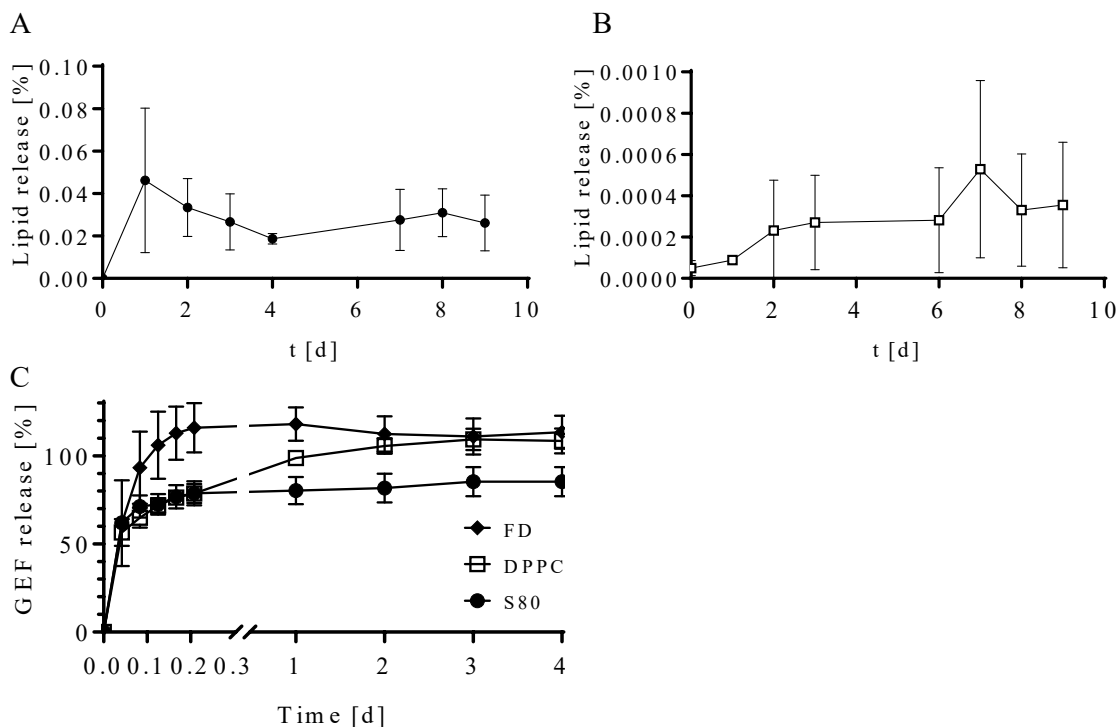 A
Lipid release [%]
0.10
0.08
0.06
0.04
0.02
0.00
0 2 4 6 8 10
t [d]
B
Lipid release [%]
0.0010
0.0008
0.0006
0.0004
0.0002
0.0000
0 2 4 6 8 10
t [d]
C
GEF release [%]
100
50
0
FD
DPPC
S80
0.0 0.1 0.2 0.3 1 2 3 4
Time [d]